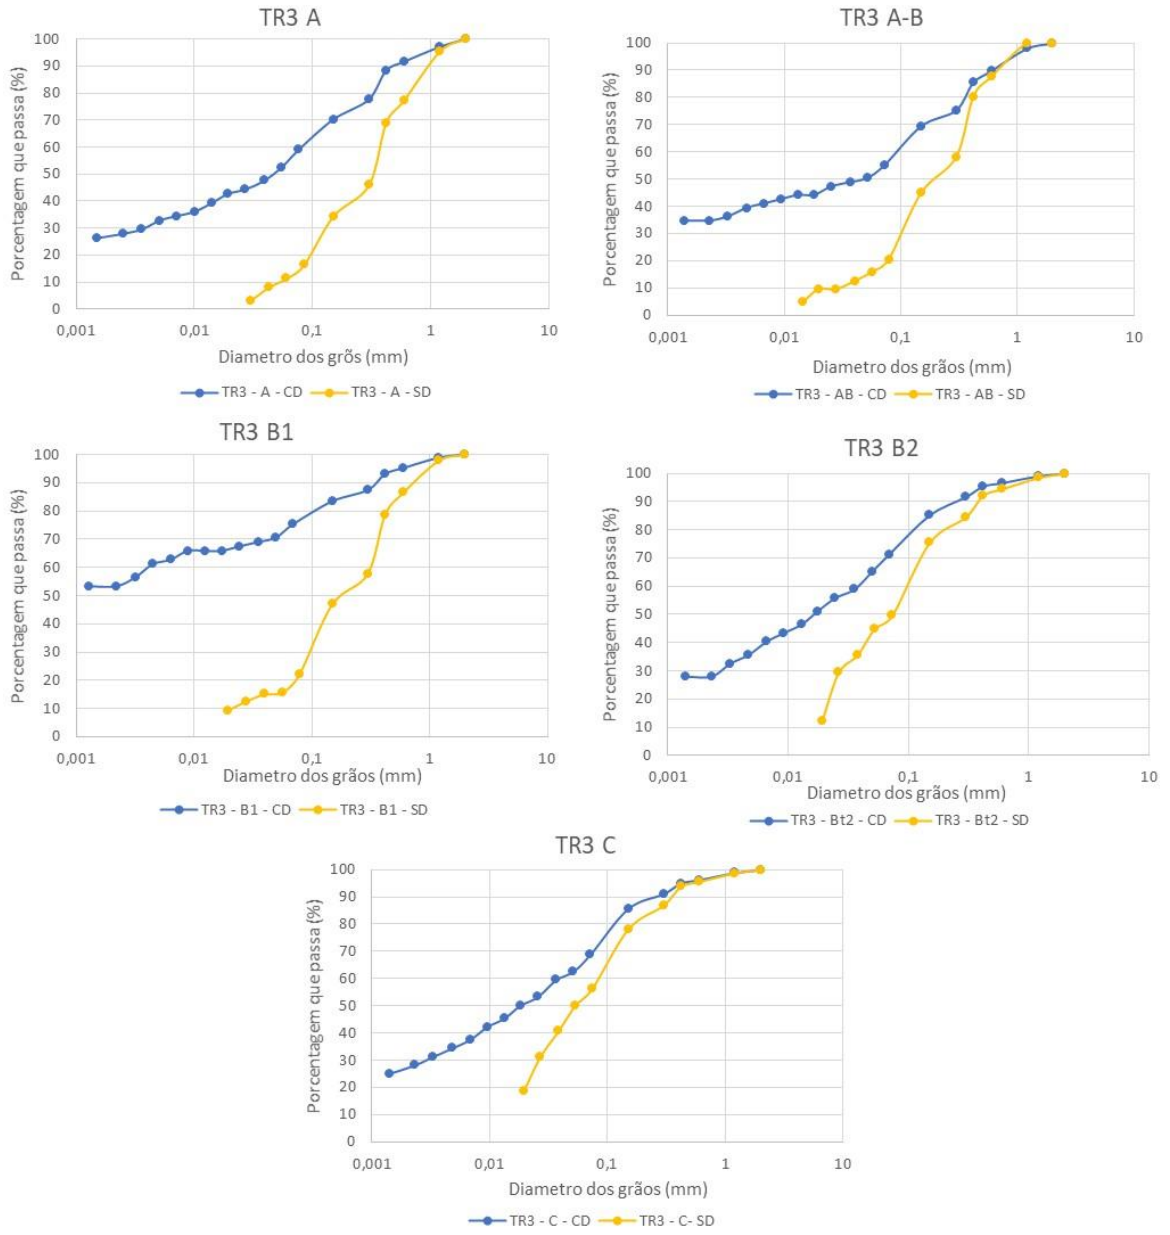 TR3 A
Porcentagem que passa (%)
100
90
80
70
60
50
40
30
20
10
0
0,001 0,01 0,1 1 10
Diametro dos grõs (mm)
TR3 - A - CD TR3 - A - SD
TR3 A-B
Porcentagem que passa (%)
100
90
80
70
60
50
40
30
20
10
0
0,001 0,01 0,1 1 10
Diametro dos grãos (mm)
TR3 - AB - CD TR3 - AB - SD
TR3 B1
Porcentagem que passa (%)
100
90
80
70
60
50
40
30
20
10
0
0,001 0,01 0,1 1 10
Diametro dos grãos (mm)
TR3 - B1 - CD TR3 - B1 - SD
TR3 B2
Porcentagem que passa (%)
100
90
80
70
60
50
40
30
20
10
0
0,001 0,01 0,1 1 10
Diametro dos grãos (mm)
TR3 - Bt2 - CD TR3 - Bt2 - SD
TR3 C
Porcentagem que passa (%)
100
90
80
70
60
50
40
30
20
10
0
0,001 0,01 0,1 1 10
Diametro dos grãos (mm)
TR3 - C - CD TR3 - C- SD